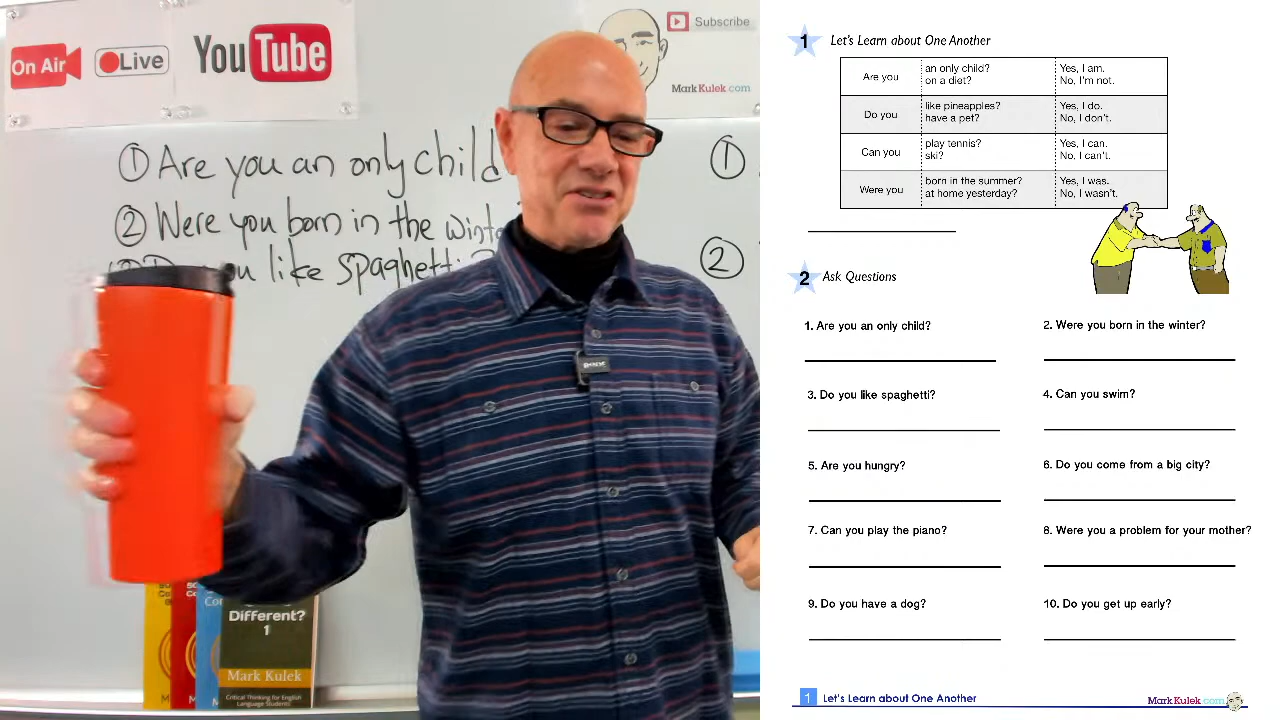 On Air
Live
YouTube
Subscribe
MarkKulek.com
① Are you an only child
② Were you born in the winte
like spaghetti?
①
②
Different?
1
Mark Kulek
Critical Thinking for English
Language Students
1 Let's Learn about One Another
Are you an only child? Yes, I am.
on a diet? No, I'm not.
Do you like pineapples? Yes, I do.
have a pet? No, I don't.
Can you play tennis? Yes, I can.
ski? No, I can't.
Were you born in the summer? Yes, I was.
at home yesterday? No, I wasn't.
2 Ask Questions
1. Are you an only child? 2. Were you born in the winter?
3. Do you like spaghetti? 4. Can you swim?
5. Are you hungry? 6. Do you come from a big city?
7. Can you play the piano? 8. Were you a problem for your mother?
9. Do you have a dog? 10. Do you get up early?
1 Let's Learn about One Another MarkKulek.com